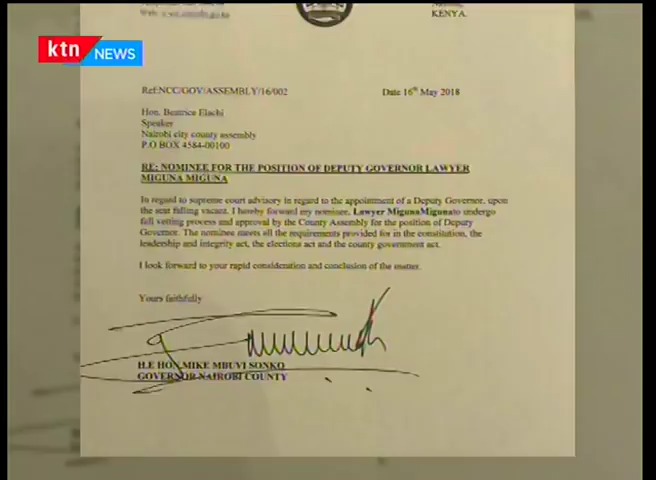 KENYA.
ktn NEWS
Ref:NCC/GOV/ASSEMBLY/16/002
Date 16th May 2018
Hon. Beatrice Elachi
Speaker
Nairobi city county assembly
P.O BOX 4584-00100
RE: NOMINEE FOR THE POSITION OF DEPUTY GOVERNOR LAWYER
MIGUNA MIGUNA
In regard to supreme court advisory in regard to the appointment of a Deputy Governor, upon
the seat falling vacant. I hereby forward my nominee, Lawyer MigunaMigunato undergo
full vetting process and approval by the County Assembly for the position of Deputy
Governor. The nominee meets all the requirements provided for in the constitution, the
leadership and integrity act, the elections act and the county government act.
I look forward to your rapid consideration and conclusion of the matter.
Yours faithfully
H.E HON.MIKE MBUVI SONKO
GOVERNOR NAIROBI COUNTY